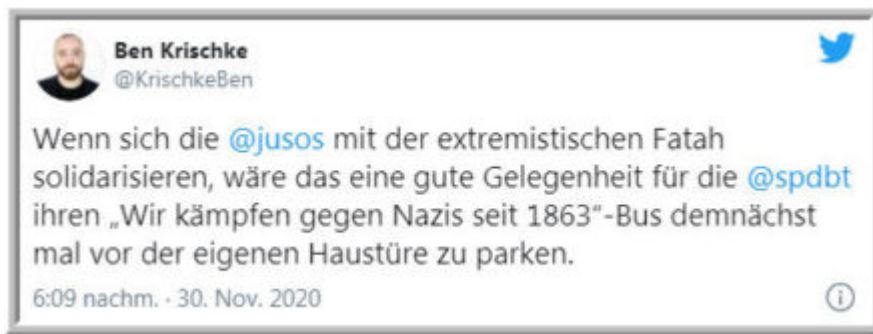 Ben Krischke
@KrischkeBen
Wenn sich die @jusos mit der extremistischen Fatah
solidarisieren, wäre das eine gute Gelegenheit für die @spdbt
ihren „Wir kämpfen gegen Nazis seit 1863“-Bus demnächst
mal vor der eigenen Haustüre zu parken.
6:09 nachm. · 30. Nov. 2020